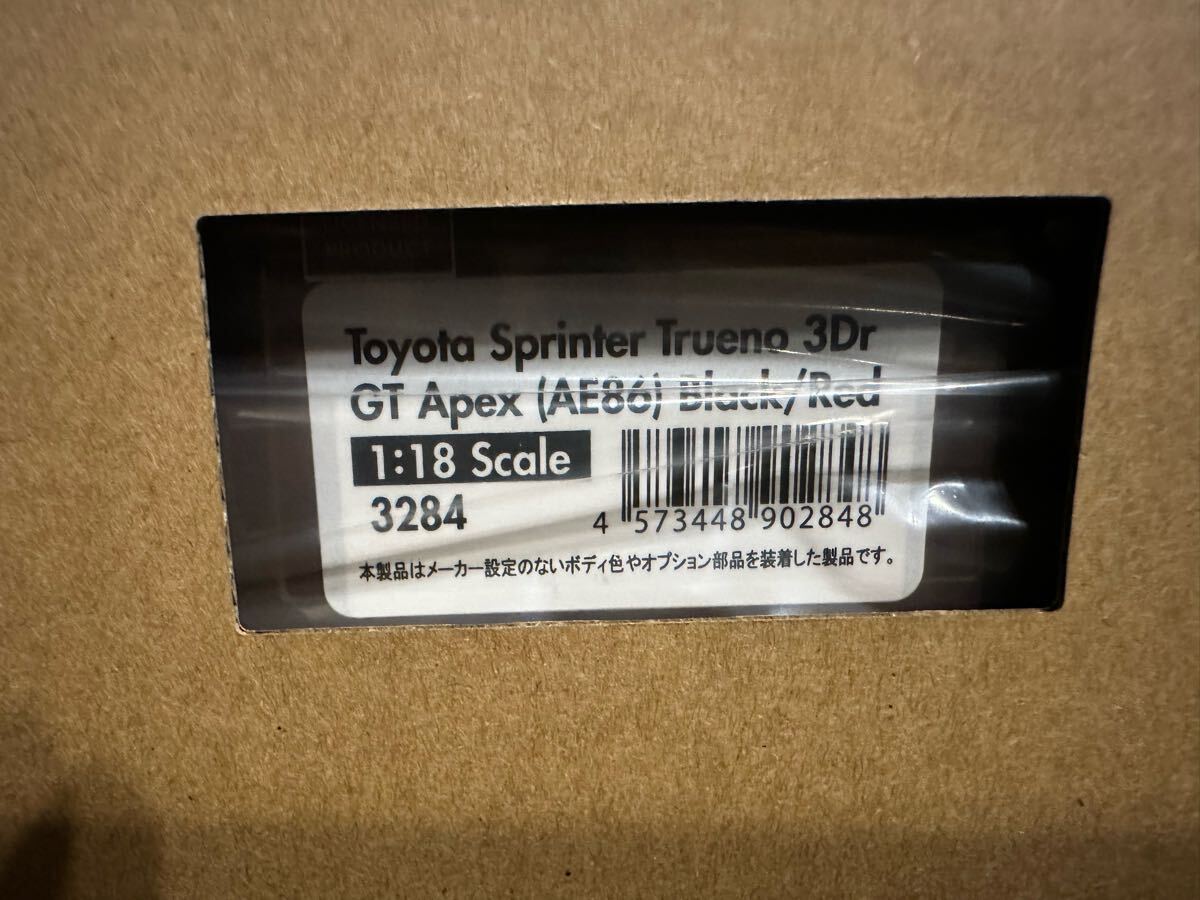 PRODUCT
Toyota Sprinter Trueno 3Dr
GT Apex (AE86) Black/Red
1:18 Scale
3284
4 573448 902848
本製品はメーカー設定のないボディ色やオプション部品を装着した製品です。